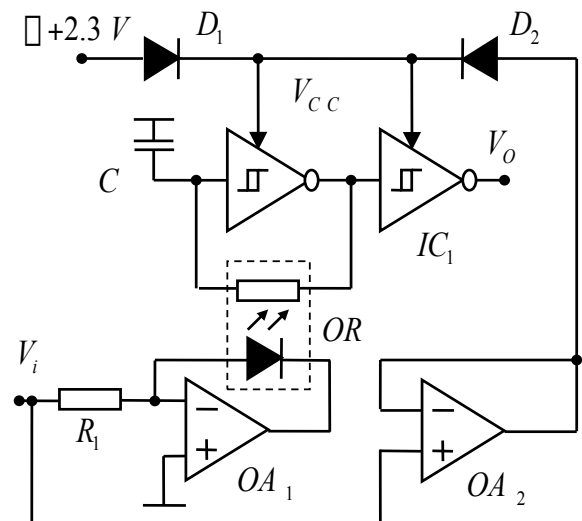 ▯ +2.3 V
D1
D2
VCC
VO
C
IC1
OR
Vi
R1
OA1
OA2